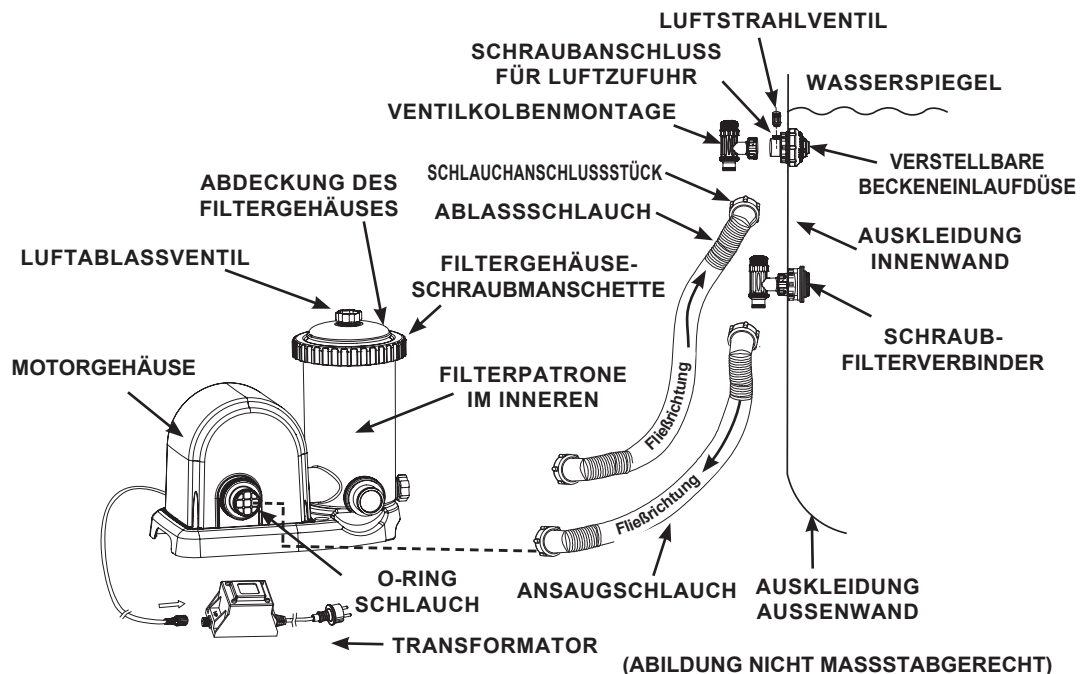 LUFTSTRAHLVENTIL
SCHRAUBANSCHLUSS
FÜR LUFTZUFUHR
WASSERSPIEGEL
VENTILKOLBENMONTAGE
SCHLAUCHANSCHLUSSSTÜCK
VERSTELLBARE
BECKENEINLAUFDÜSE
ABDECKUNG DES
FILTERGEHÄUSES
ABLASSSCHLAUCH
LUFTABLASSVENTIL
FILTERGEHÄUSE-
SCHRAUBMANSCHETTE
AUSKLEIDUNG
INNENWAND
SCHRAUB-
FILTERVERBINDER
MOTORGEHÄUSE
FILTERPATRONE
IM INNEREN
Fließrichtung
Fließrichtung
O-RING
SCHLAUCH
ANSAUGSCHLAUCH
AUSKLEIDUNG
AUSSENWAND
TRANSFORMATOR
(ABILDUNG NICHT MASSSTABGERECHT)